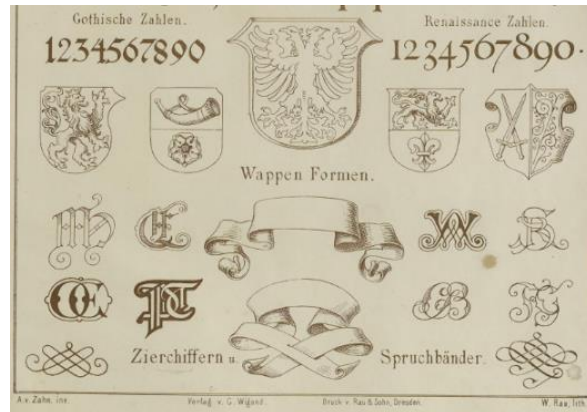 Gothische Zahlen.
Renaissance Zahlen.
1234567890
1234567890.
Wappen Formen.
Zierchiffern u. Spruchbänder.
A.v. Zahn, inv. Verlag v. G. Wigand. Druck v. Rau & Sohn, Dresden. W. Rau, lith.